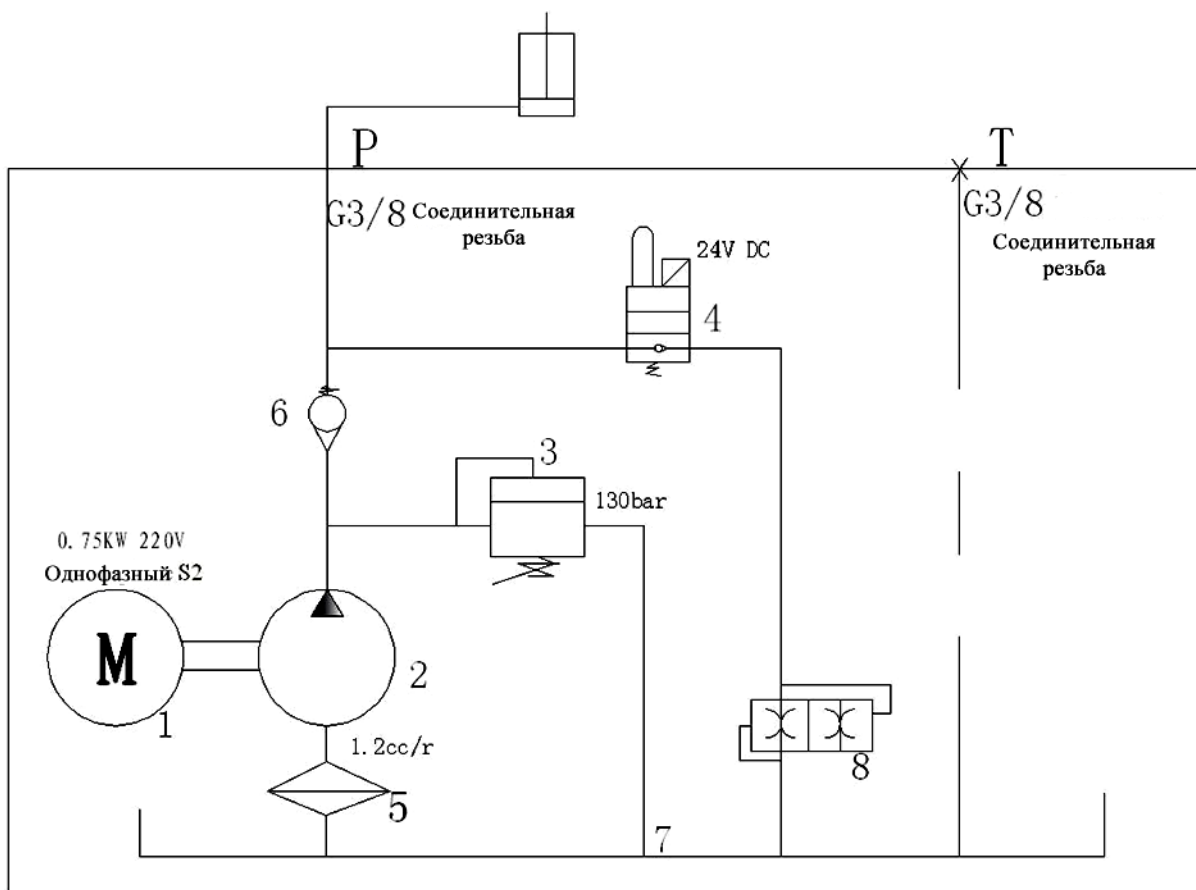 P
T
G3/8 Соединительная
резьба
G3/8
Соединительная
резьба
24V DC
4
6
3
130bar
0.75KW 220V
Однофазный S2
M
1
2
1.2cc/r
5
7
8